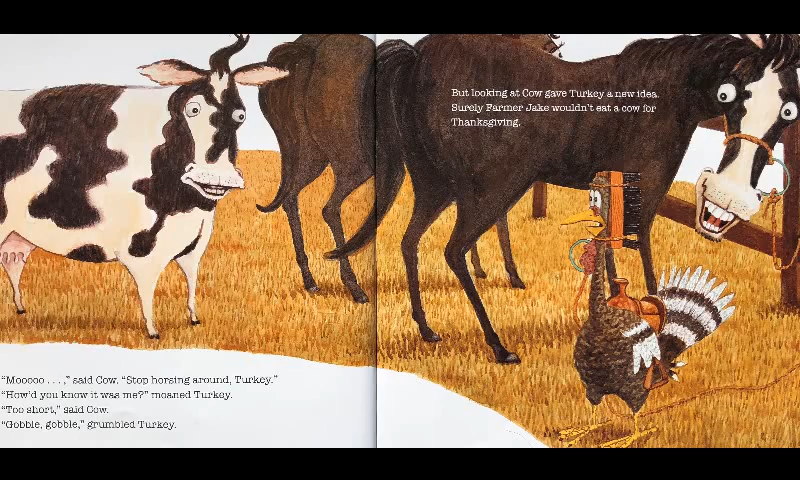 "Mooooo . . . ," said Cow. "Stop horsing around, Turkey."
"How'd you know it was me?" moaned Turkey.
"Too short," said Cow.
"Gobble, gobble," grumbled Turkey.
But looking at Cow gave Turkey a new idea.
Surely Farmer Jake wouldn't eat a cow for
Thanksgiving.